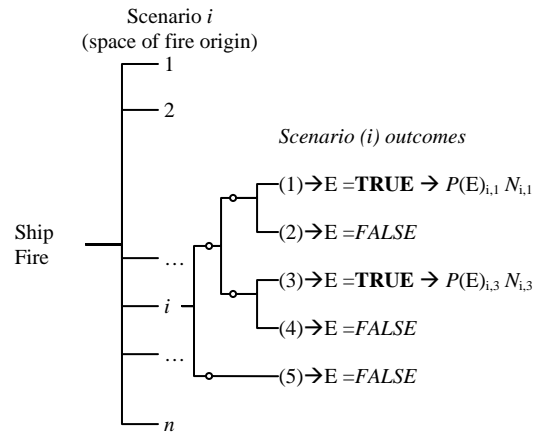 Scenario i
(space of fire origin)
1
2
Scenario (i) outcomes
(1)→E =TRUE → P(E)i,1 Ni,1
(2)→E =FALSE
Ship
Fire
...
(3)→E =TRUE → P(E)i,3 Ni,3
i
(4)→E =FALSE
...
(5)→E =FALSE
n